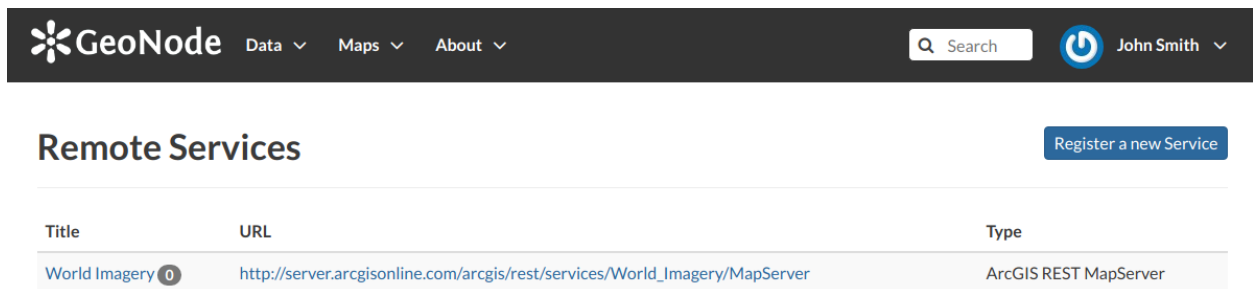 GeoNode Data Maps About Search John Smith
Remote Services Register a new Service
Title URL Type
World Imagery 0 http://server.arcgisonline.com/arcgis/rest/services/World_Imagery/MapServer ArcGIS REST MapServer